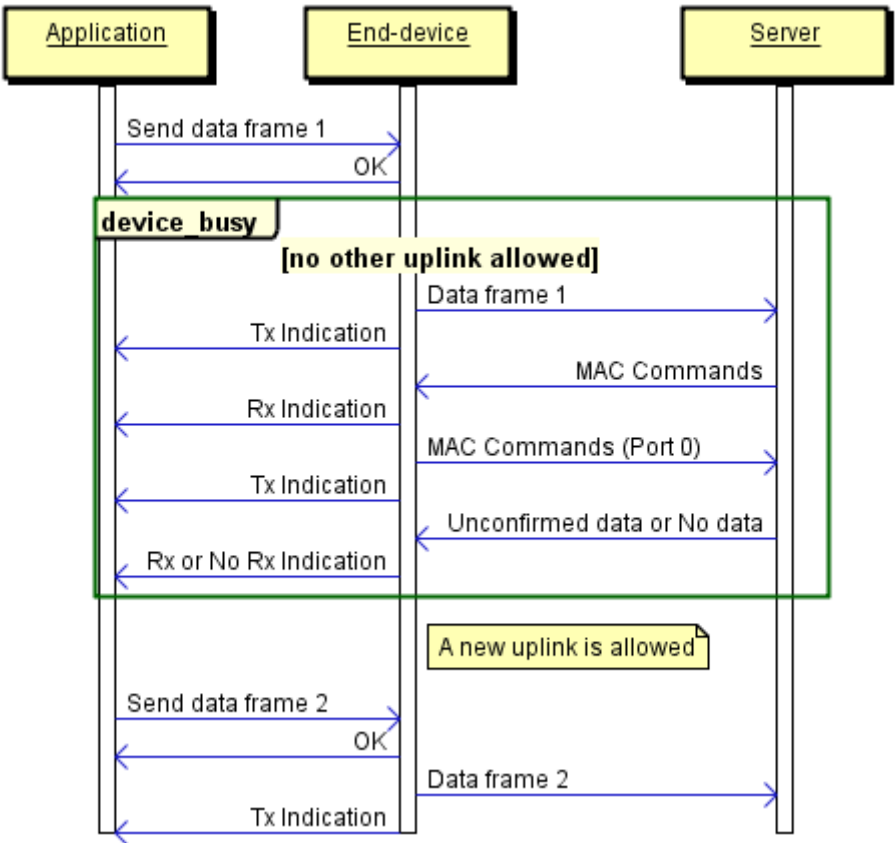 Application
End-device
Server
Send data frame 1
OK
device_busy
[no other uplink allowed]
Data frame 1
Tx Indication
MAC Commands
Rx Indication
MAC Commands (Port 0)
Tx Indication
Unconfirmed data or No data
Rx or No Rx Indication
A new uplink is allowed
Send data frame 2
OK
Data frame 2
Tx Indication